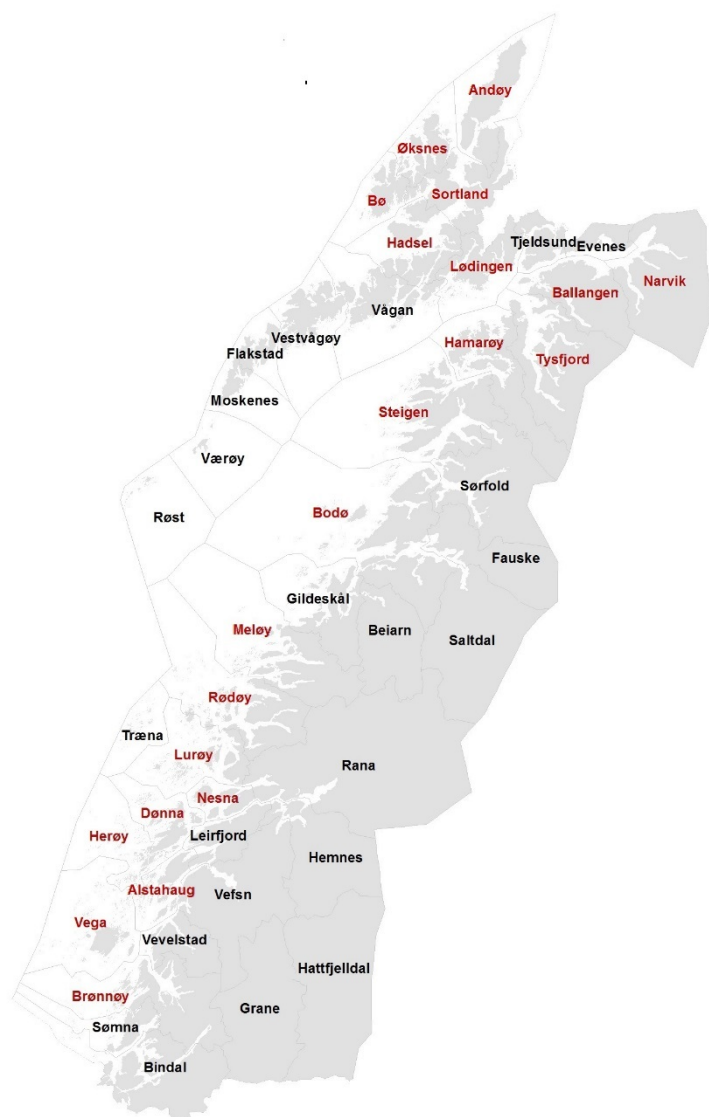 Andøy
Øksnes
Sortland
Bø
Hadsel
Tjeldsund
Evenes
Lødingen
Narvik
Ballangen
Vågan
Vestvågøy
Hamarøy
Flakstad
Tysfjord
Moskenes
Steigen
Værøy
Sørfold
Røst
Bodø
Fauske
Gildeskål
Meløy
Beiarn
Saltdal
Rødøy
Træna
Lurøy
Rana
Nesna
Dønna
Herøy
Leirfjord
Hemnes
Alstahaug
Vefsn
Vega
Vevelstad
Hattfjelldal
Brønnøy
Grane
Sømna
Bindal